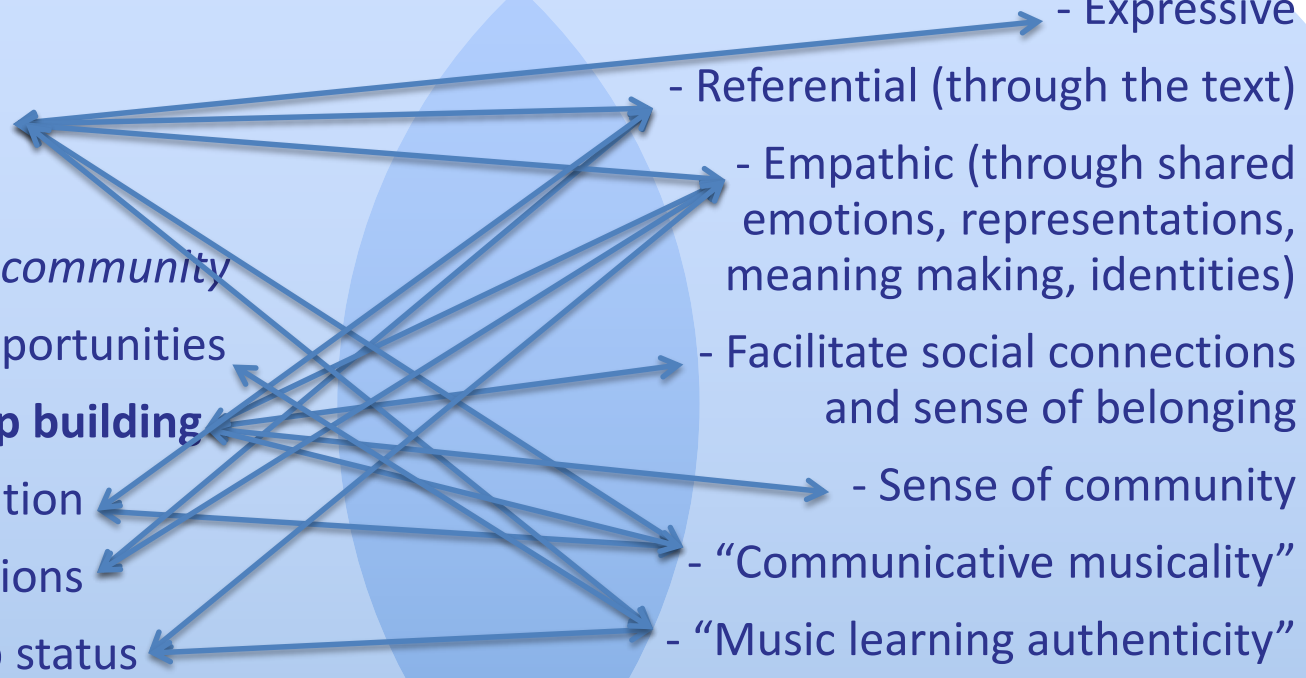 community
portunities
p building
tion
ions
status
- Expressive
- Referential (through the text)
- Empathic (through shared
emotions, representations,
meaning making, identities)
- Facilitate social connections
and sense of belonging
- Sense of community
- “Communicative musicality”
- “Music learning authenticity”